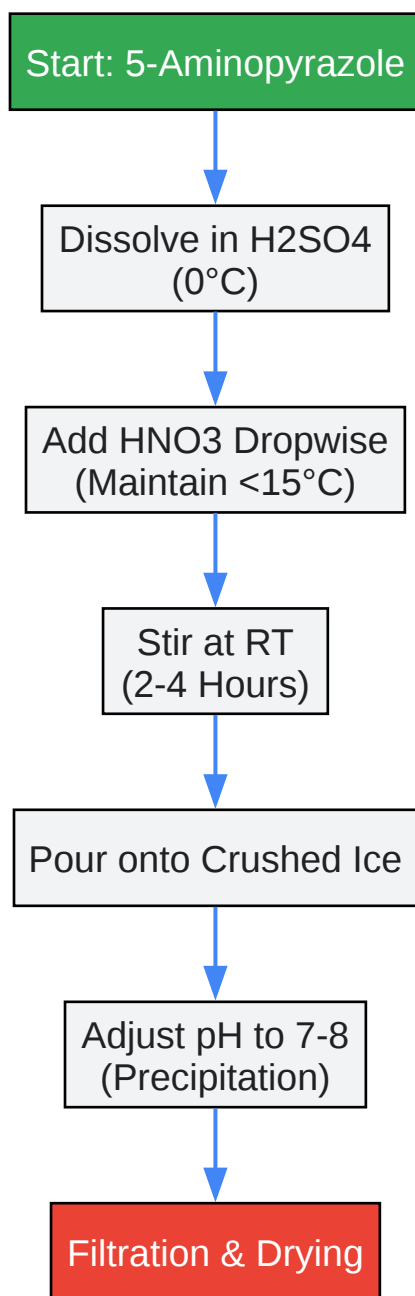 Start: 5-Aminopyrazole
Dissolve in H2SO4
(0°C)
Add HNO3 Dropwise
(Maintain <15°C)
Stir at RT
(2-4 Hours)
Pour onto Crushed Ice
Adjust pH to 7-8
(Precipitation)
Filtration & Drying